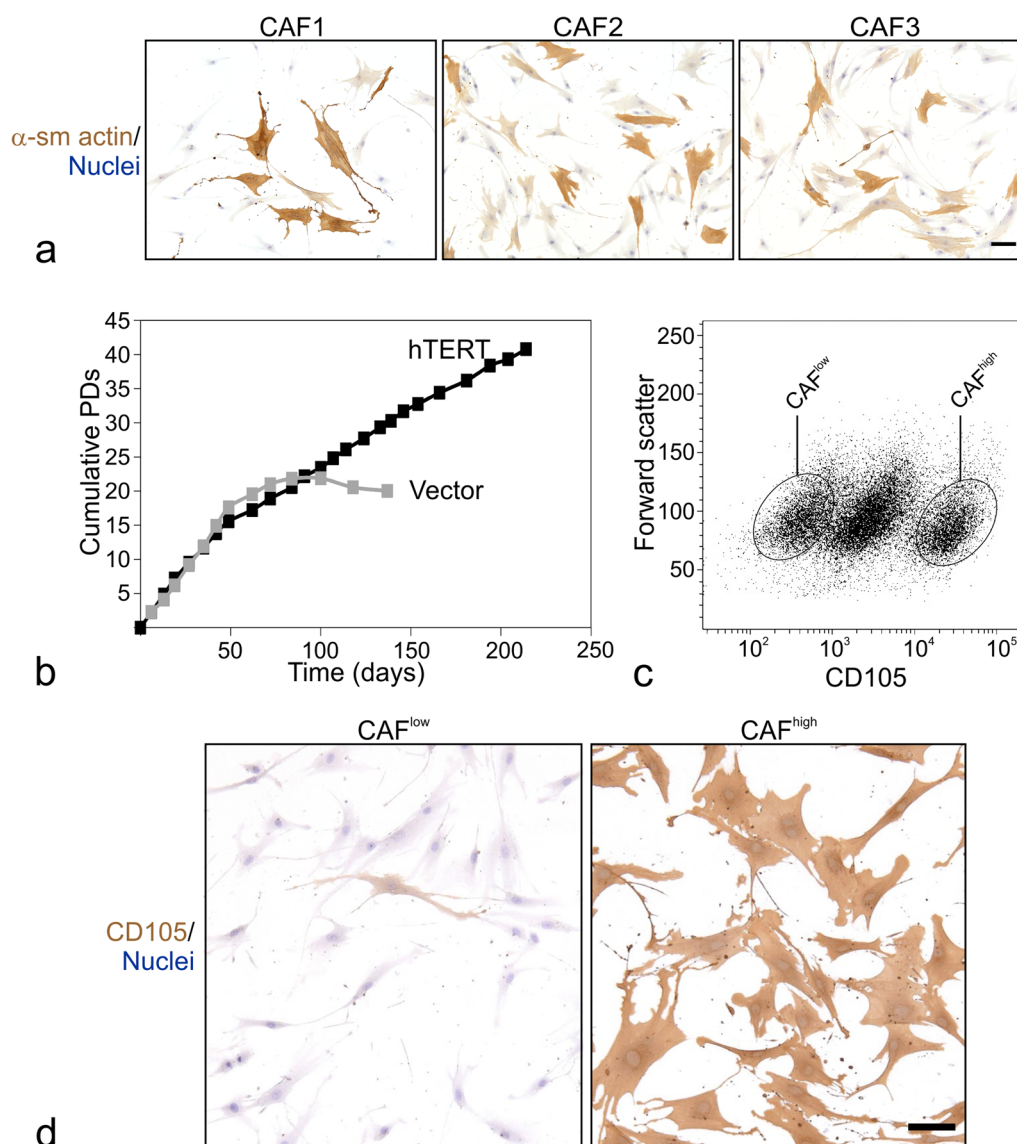 CAF1 CAF2 CAF3
α-sm actin/
Nuclei
a
45
40
35
30
25
20
15
10
5
Cumulative PDs
hTERT
Vector
50 100 150 200 250
Time (days)
b
250
200
150
100
50
Forward scatter
CAF^low
CAF^high
10^2 10^3 10^4 10^5
CD105
c
CAF^low CAF^high
CD105/
Nuclei
d